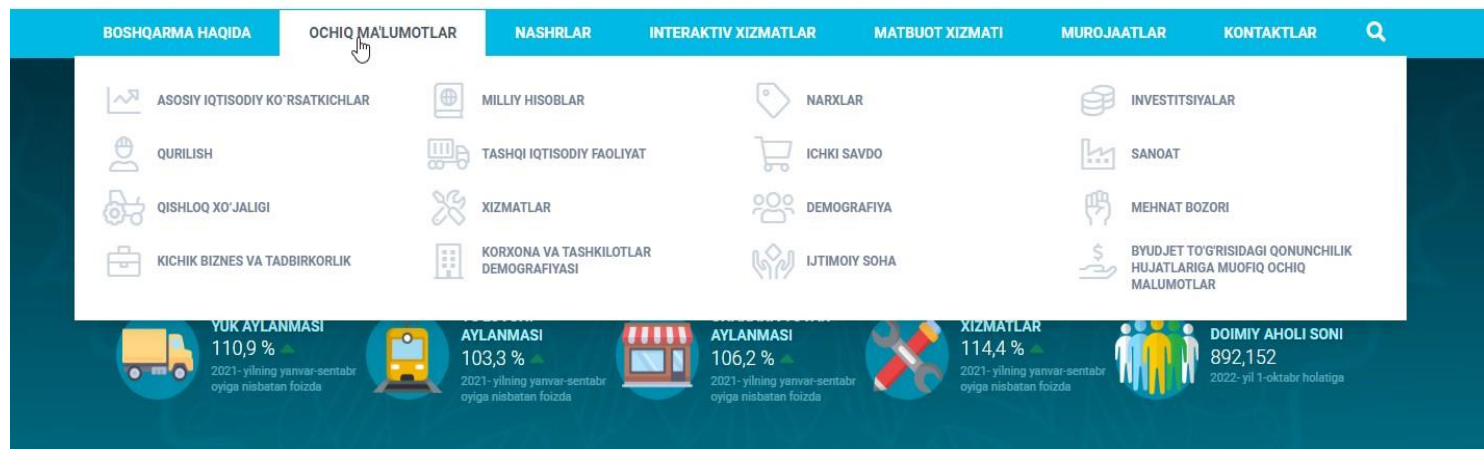 BOSHQARMA HAQIDA OCHIQ MA'LUMOTLAR NASHRLAR INTERAKTIV XIZMATLAR MATBUOT XIZMATI MUROJAATLAR KONTAKTLAR
ASOSIY IQTISODIY KO`RSATKICHLAR MILLIY HISOBLAR NARXLAR INVESTITSIYALAR
QURILISH TASHQI IQTISODIY FAOLIYAT ICHKI SAVDO SANOAT
QISHLOQ XO'JALIGI XIZMATLAR DEMOGRAFIYA MEHNAT BOZORI
KICHIK BIZNES VA TADBIRKORLIK
KORXONA VA TASHKILOTLAR
DEMOGRAFIYASI
IJTIMOIY SOHA
BYUDJET TO'G'RISIDAGI QONUNCHILIK
HUJATLARIGA MUOFIQ OCHIQ
MALUMOTLAR
YUK AYLANMASI
110,9 %
2021- yilning yanvar-sentabr
oyiga nisbatan foizda
AYLANMASI
103,3 %
2021- yilning yanvar-sentabr
oyiga nisbatan foizda
AYLANMASI
106,2 %
2021- yilning yanvar-sentabr
oyiga nisbatan foizda
XIZMATLAR
114,4 %
2021- yilning yanvar-sentabr
oyiga nisbatan foizda
DOIMIY AHOLI SONI
892,152
2022- yil 1-oktabr holatiga